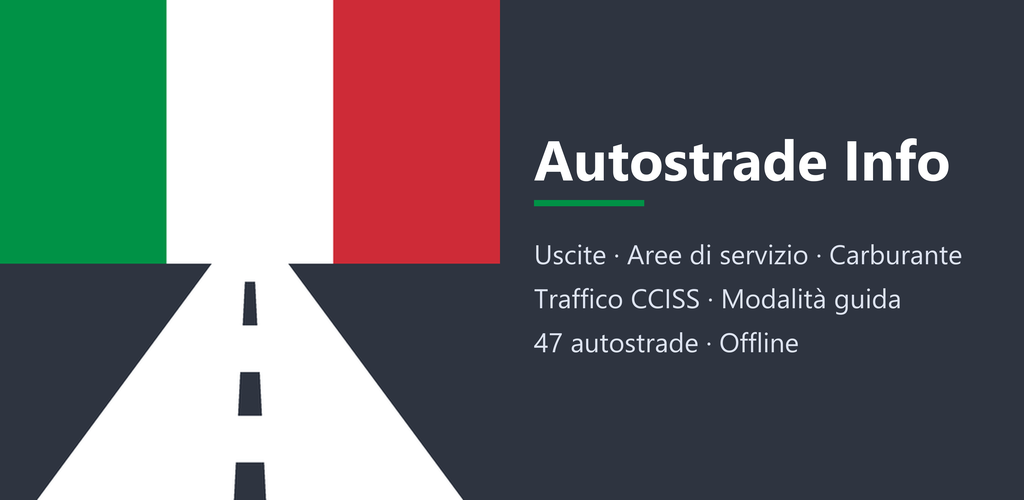 Autostrade Info
Uscite · Aree di servizio · Carburante
Traffico CCISS · Modalità guida
47 autostrade · Offline